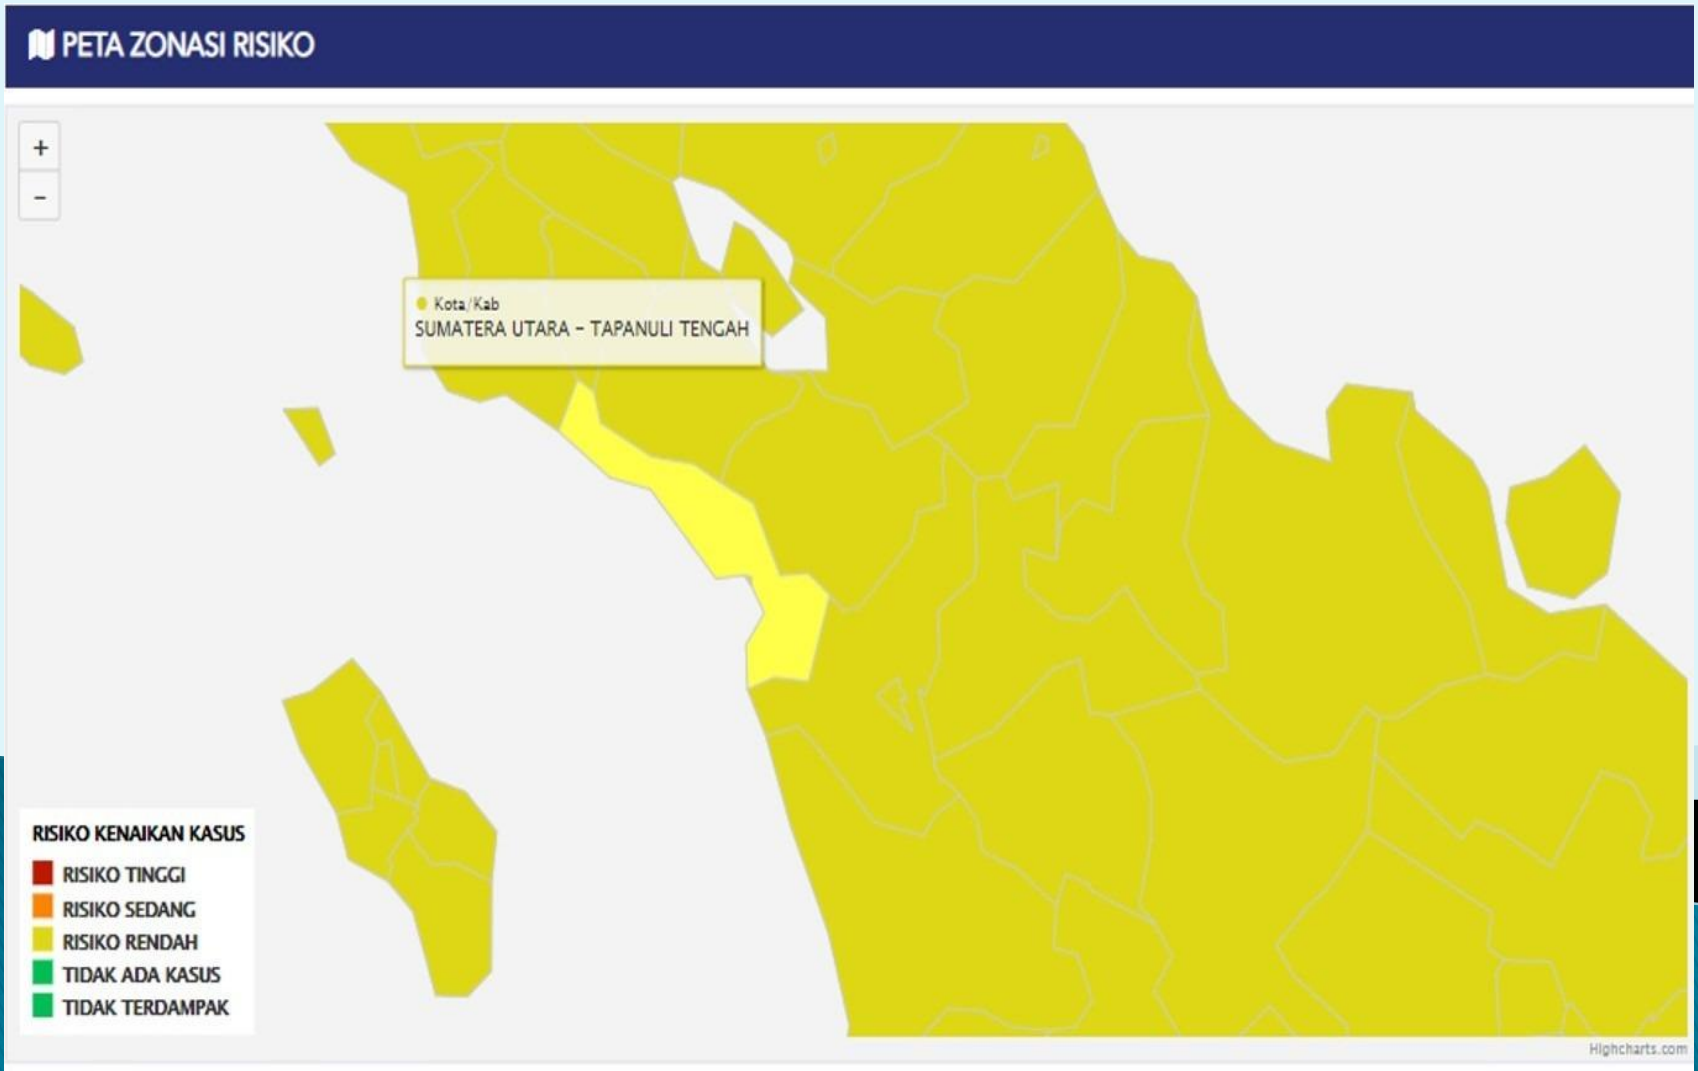 PETA ZONASI RISIKO
+
-
Kota/Kab
SUMATERA UTARA - TAPANULI TENGAH
RISIKO KENAIKAN KASUS
RISIKO TINGGI
RISIKO SEDANG
RISIKO RENDAH
TIDAK ADA KASUS
TIDAK TERDAMPAK
Highcharts.com